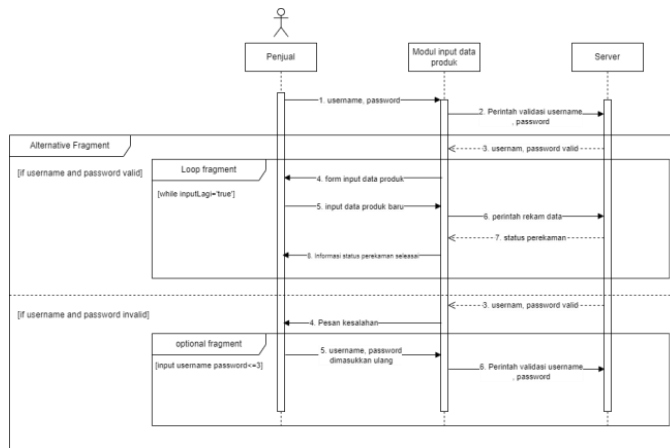 Penjual
Modul input data
produk
Server
1. username, password
2. Perintah validasi username
, password
Alternative Fragment
3. usernam, password valid
[if username and password valid]
Loop fragment
4. form input data produk
[while inputLagi='true']
5. input data produk baru
6. perintah rekam data
7. status perekaman
8. Informasi status perekaman seleasai
3. usernam, password valid
[if username and password invalid]
4. Pesan kesalahan
optional fragment
5. username, password
dimasukkan ulang
[input username password<=3]
6. Perintah validasi username
, password